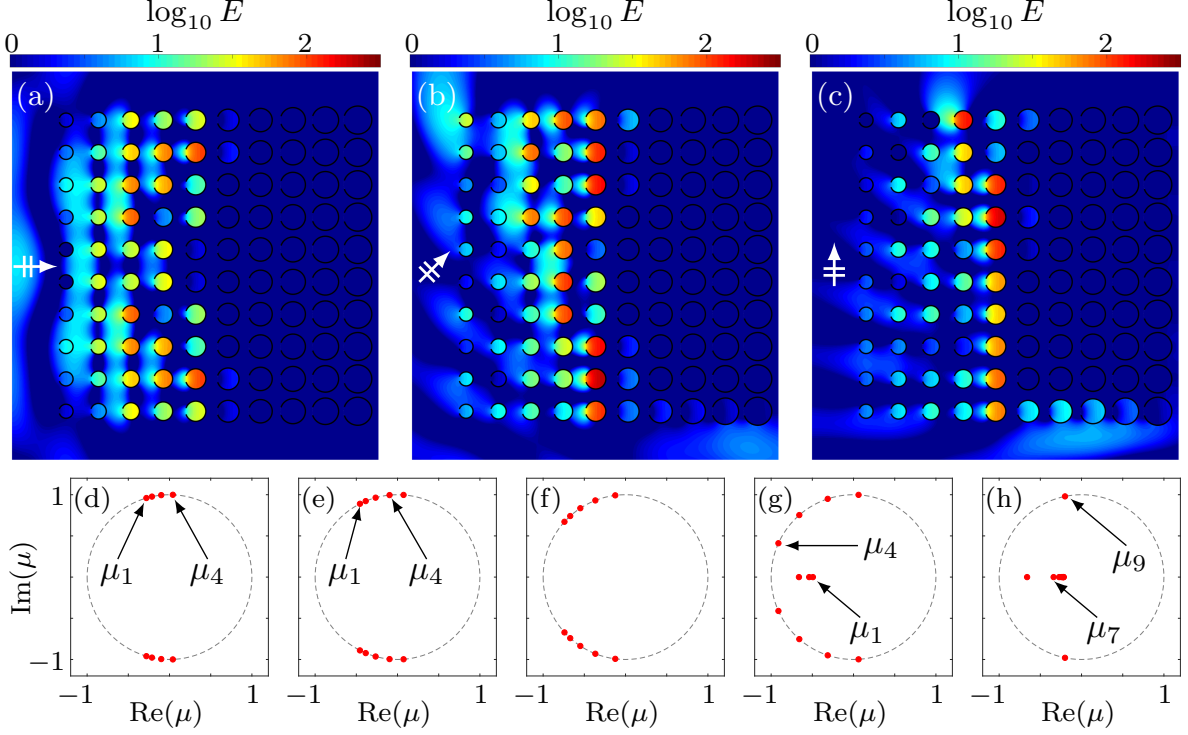 log₁₀ E log₁₀ E log₁₀ E
0 1 2 0 1 2 0 1 2
(a) (b) (c)
(d) (e) (f) (g) (h)
1
Im(μ)
−1
μ₁ μ₄ μ₁ μ₄ μ₄ μ₁ μ₉ μ₇
−1 1 −1 1 −1 1 −1 1 −1 1
Re(μ) Re(μ) Re(μ) Re(μ) Re(μ)